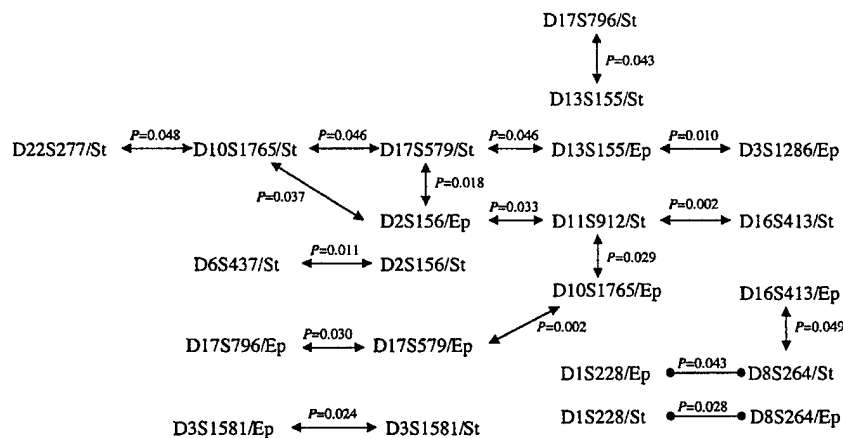 D17S796/St
P=0.043
D13S155/St
P=0.048 P=0.046 P=0.046 P=0.010
D22S277/St D10S1765/St D17S579/St D13S155/Ep D3S1286/Ep
P=0.018
P=0.037
P=0.033 P=0.002
D2S156/Ep D11S912/St D16S413/St
P=0.011
D6S437/St D2S156/St
P=0.029
D10S1765/Ep D16S413/Ep
P=0.030 P=0.002 P=0.049
D17S796/Ep D17S579/Ep
P=0.043
D1S228/Ep D8S264/St
P=0.024 P=0.028
D1S228/St D8S264/Ep
D3S1581/Ep D3S1581/St